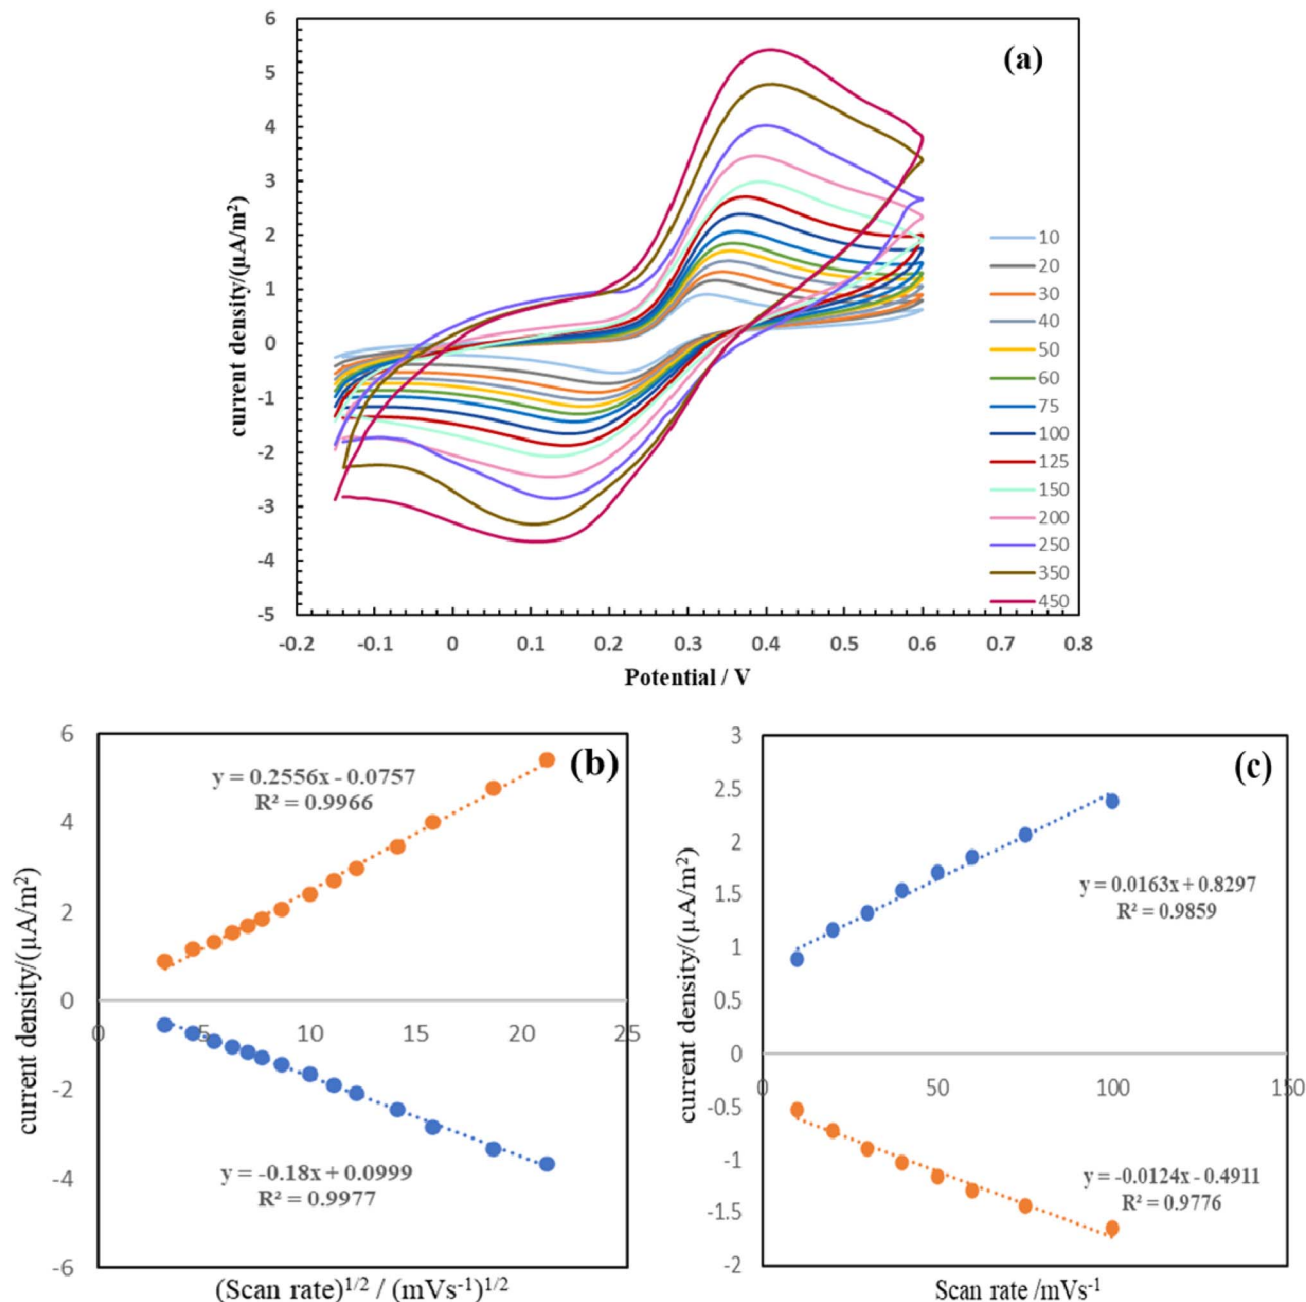 (a)
6
5
4
3
2
1
0
-1
-2
-3
-4
-5
current density/(µA/m²)
-0.2 -0.1 0 0.1 0.2 0.3 0.4 0.5 0.6 0.7 0.8
Potential / V
10
20
30
40
50
60
75
100
125
150
200
250
350
450
(b)
y = 0.2556x - 0.0757
R² = 0.9966
6
4
2
0
-2
-4
-6
current density/(µA/m²)
0 5 10 15 20 25
y = -0.18x + 0.0999
R² = 0.9977
(Scan rate)¹ᐟ² / (mVs⁻¹)¹ᐟ²
(c)
3
2.5
2
1.5
1
0.5
0
-0.5
-1
-1.5
-2
current density/(µA/m²)
y = 0.0163x + 0.8297
R² = 0.9859
0 50 100 150
y = -0.0124x - 0.4911
R² = 0.9776
Scan rate /mVs⁻¹